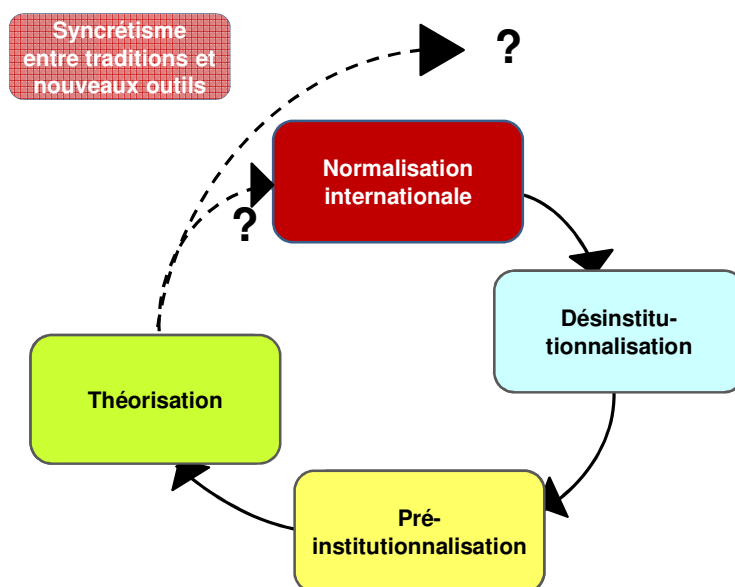 Syncrétisme
entre traditions et
nouveaux outils
?
Normalisation
internationale
?
Désinstitu-
tionnalisation
Théorisation
Pré-
institutionnalisation